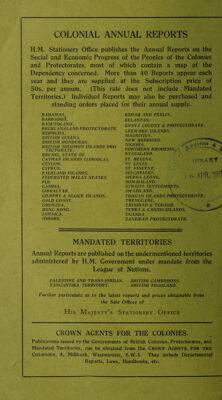 COLONIAL ANNUAL REPORTS
H.M. Stationery Office publishes the Annual Reports on the
Social and Economic Progress of the Peoples of the Colonies
and Protectorates, most of which contain a map of the
Dependency concerned. More than 40 Reports appear each
year and they are supplied at the Subscription price of
50s. per annum. (This rate does not include Mandated
Territories.) Individual Reports may also be purchased and
standing orders placed for their annual supply.
BAHAMAS.
BARBADOS.
BASUTOLAND.
BECHUANALAND PROTECTORATE.
BERMUDA.
BRITISH GUIANA.
BRITISH HONDURAS.
BRITISH SOLOMON ISLANDS PRO-
TECTORATE.
BRUNEI, STATE OF
CAYMAN ISLANDS (JAMAICA).
CEYLON.
CYPRUS.
FALKLAND ISLANDS.
FEDERATED MALAY STATES.
FIJI.
GAMBIA.
GIBRALTAR.
GILBERT & ELLICE ISLANDS.
GOLD COAST.
GRENADA.
HONG KONG.
JAMAICA.
JOHORE.
KEDAH AND PERLIS.
KELANTAN.
KENYA COLONY & PROTECTORATE.
LEEWARD ISLANDS.
MAURITIUS.
NEW HEBRIDES.
NIGERIA.
NORTHERN RHODESIA.
NYASALAND.
ST. HELENA.
ST. LUCIA.
ST. VINCENT.
SEYCHELLES.
SIERRA LEONE.
SOMALILAND.
STRAITS SETTLEMENTS.
SWAZILAND.
TONGAN ISLANDS PROTECTORATE.
TRENGGANU.
TRINIDAD & TOBAGO.
TURKS & CAICOS ISLANDS.
UGANDA.
ZANZIBAR PROTECTORATE.
MANDATED TERRITORIES
Annual Reports are published on the undermentioned territories
administered by H.M. Government under mandate from the
League of Nations.
PALESTINE AND TRANS-JORDAN.
TANGANYIKA TERRITORY.
BRITISH CAMEROONS.
BRITISH TOGOLAND.
Further particulars as to the latest reports and prices obtainable from
the Sale Offices of
HIS MAJESTY'S STATIONERY OFFICE
CROWN AGENTS FOR THE COLONIES.
Publications issued by the Governments of British Colonies, Protectorates, and
Mandated Territories, can be obtained from the CROWN AGENTS FOR THE
COLONIES, 4, Millbank, Westminster, S.W.1. They include Departmental
Reports, Laws, Handbooks, etc.